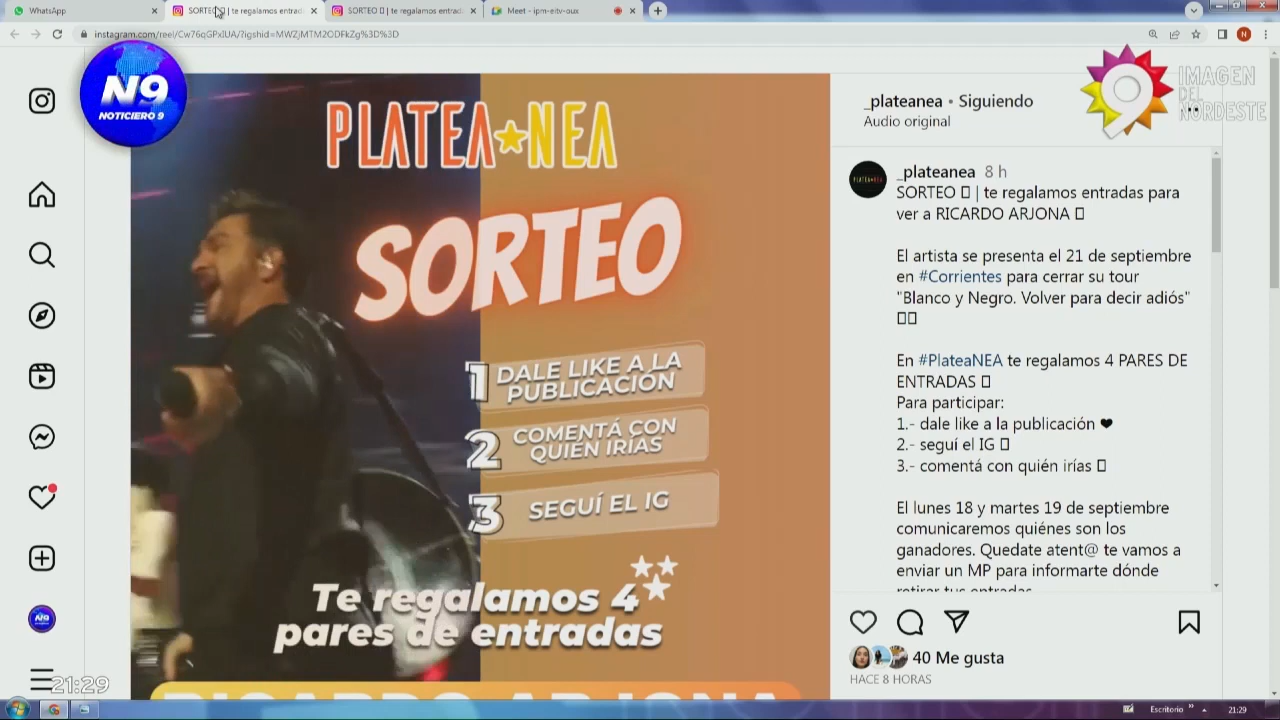 WhatsApp
SORTEO | te regalamos entrad
SORTEO | te regalamos entrad
Meet - ipm-eitv-oux
instagram.com/reel/Cw76qGPxlUA/?igshid=MWZjMTM2ODFkZg%3D%3D
N
N9
NOTICIERO 9
IMAGEN
DEL
NORDESTE
PLATEA NEA
SORTEO
1 DALE LIKE A LA
PUBLICACIÓN
2 COMENTÁ CON
QUIÉN IRÍAS
3 SEGUÍ EL IG
Te regalamos 4
pares de entradas
RICARDO ARJONA
_plateanea • Siguiendo
Audio original
_plateanea 8 h
SORTEO | te regalamos entradas para
ver a RICARDO ARJONA
El artista se presenta el 21 de septiembre
en #Corrientes para cerrar su tour
"Blanco y Negro. Volver para decir adiós"
En #PlateaNEA te regalamos 4 PARES DE
ENTRADAS
Para participar:
1.- dale like a la publicación ❤
2.- seguí el IG
3.- comentá con quién irías
El lunes 18 y martes 19 de septiembre
comunicaremos quiénes son los
ganadores. Quedate atent@ te vamos a
enviar un MP para informarte dónde
retirar tus entradas
40 Me gusta
HACE 8 HORAS
N9
21:29
Escritorio
21:29